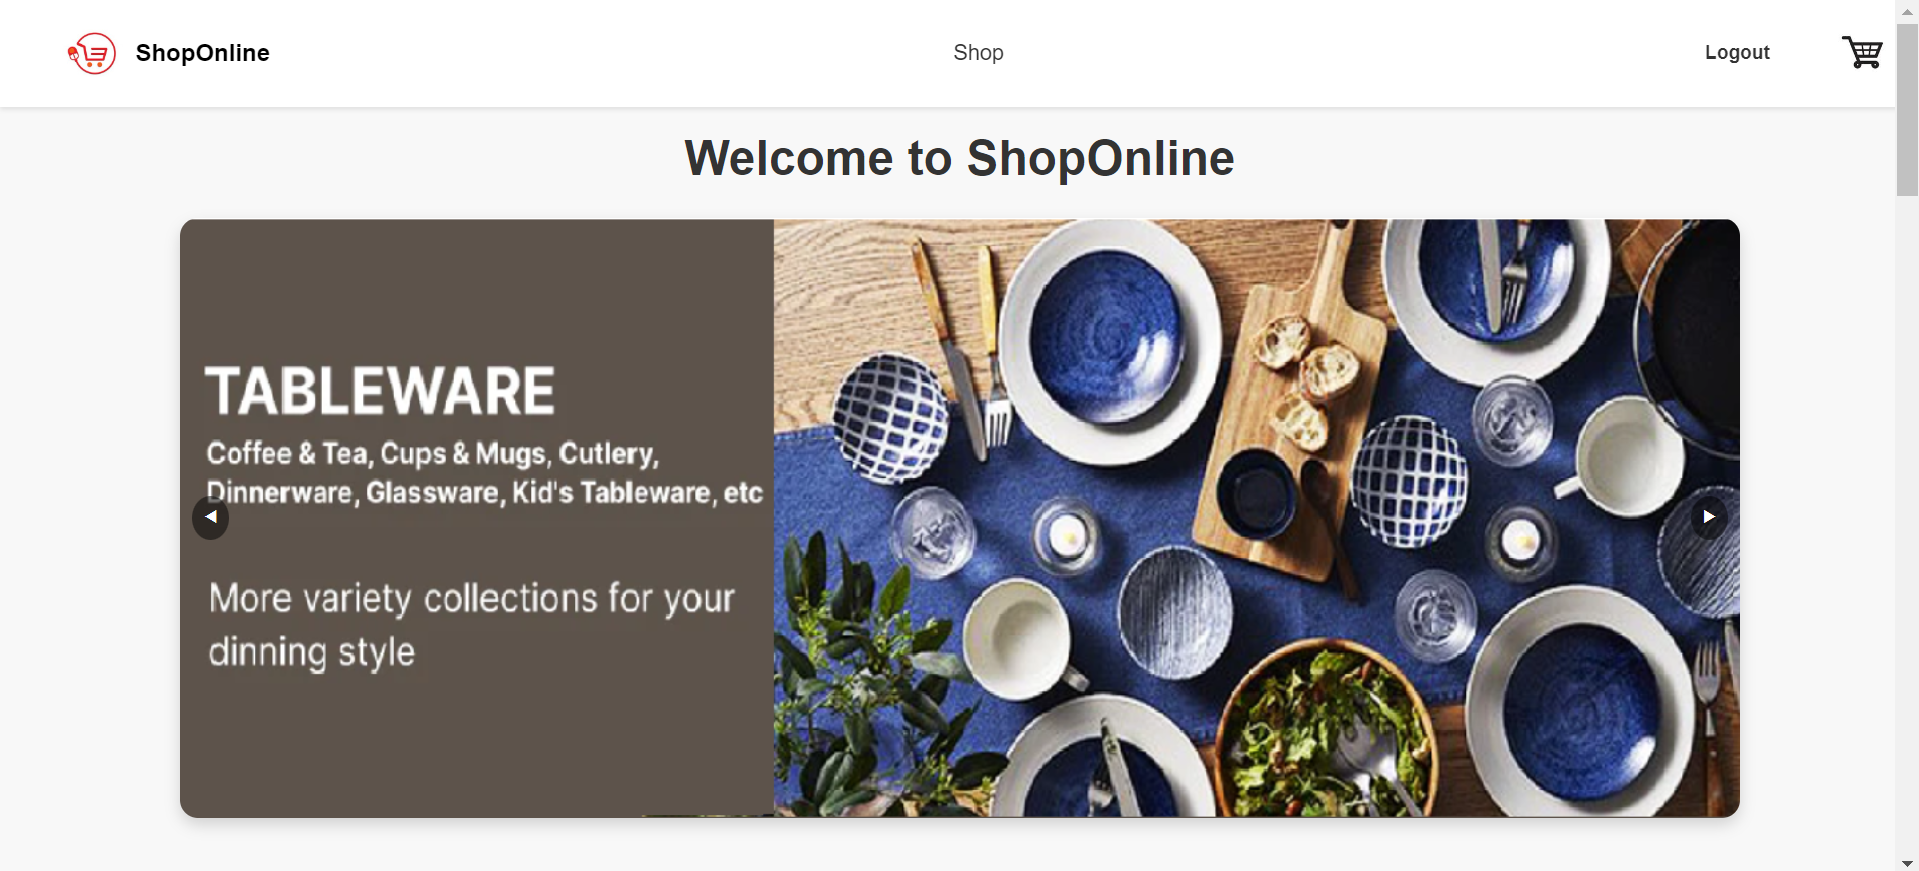 ShopOnline
Shop
Logout
Welcome to ShopOnline
TABLEWARE
Coffee & Tea, Cups & Mugs, Cutlery,
Dinnerware, Glassware, Kid's Tableware, etc
More variety collections for your
dinning style